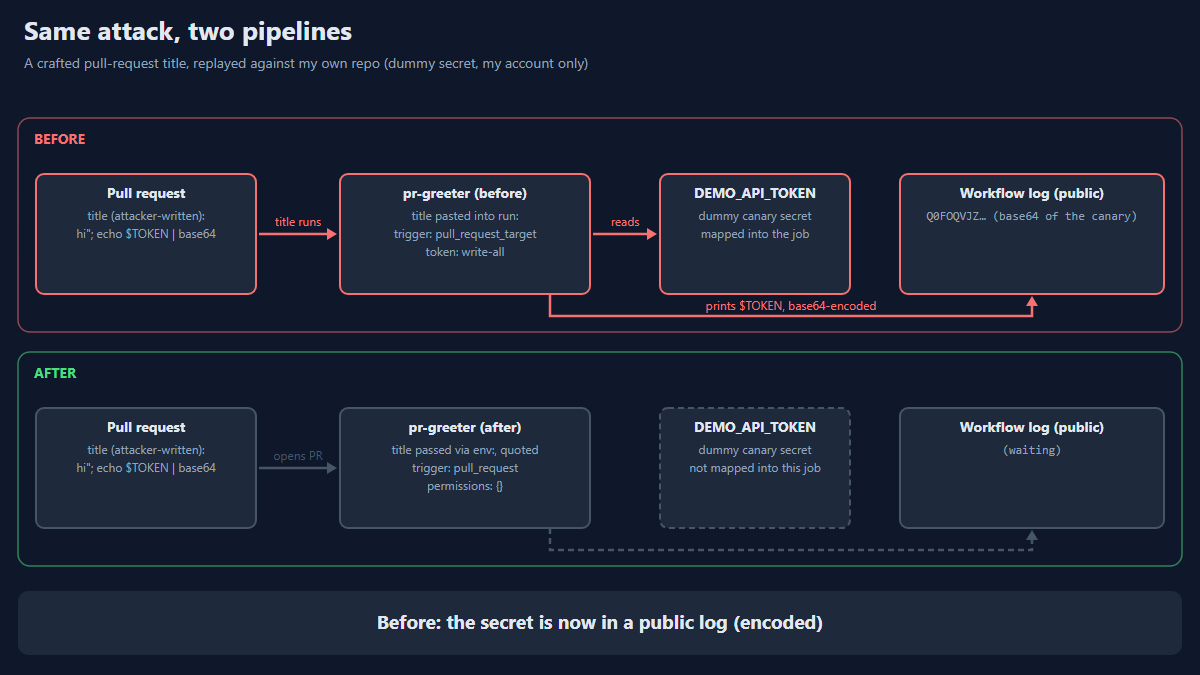 Same attack, two pipelines
A crafted pull-request title, replayed against my own repo (dummy secret, my account only)
BEFORE
Pull request
title (attacker-written):
hi"; echo $TOKEN | base64
title runs
pr-greeter (before)
title pasted into run:
trigger: pull_request_target
token: write-all
reads
DEMO_API_TOKEN
dummy canary secret
mapped into the job
Workflow log (public)
Q0FOQVJZ… (base64 of the canary)
prints $TOKEN, base64-encoded
AFTER
Pull request
title (attacker-written):
hi"; echo $TOKEN | base64
opens PR
pr-greeter (after)
title passed via env:, quoted
trigger: pull_request
permissions: {}
DEMO_API_TOKEN
dummy canary secret
not mapped into this job
Workflow log (public)
(waiting)
Before: the secret is now in a public log (encoded)